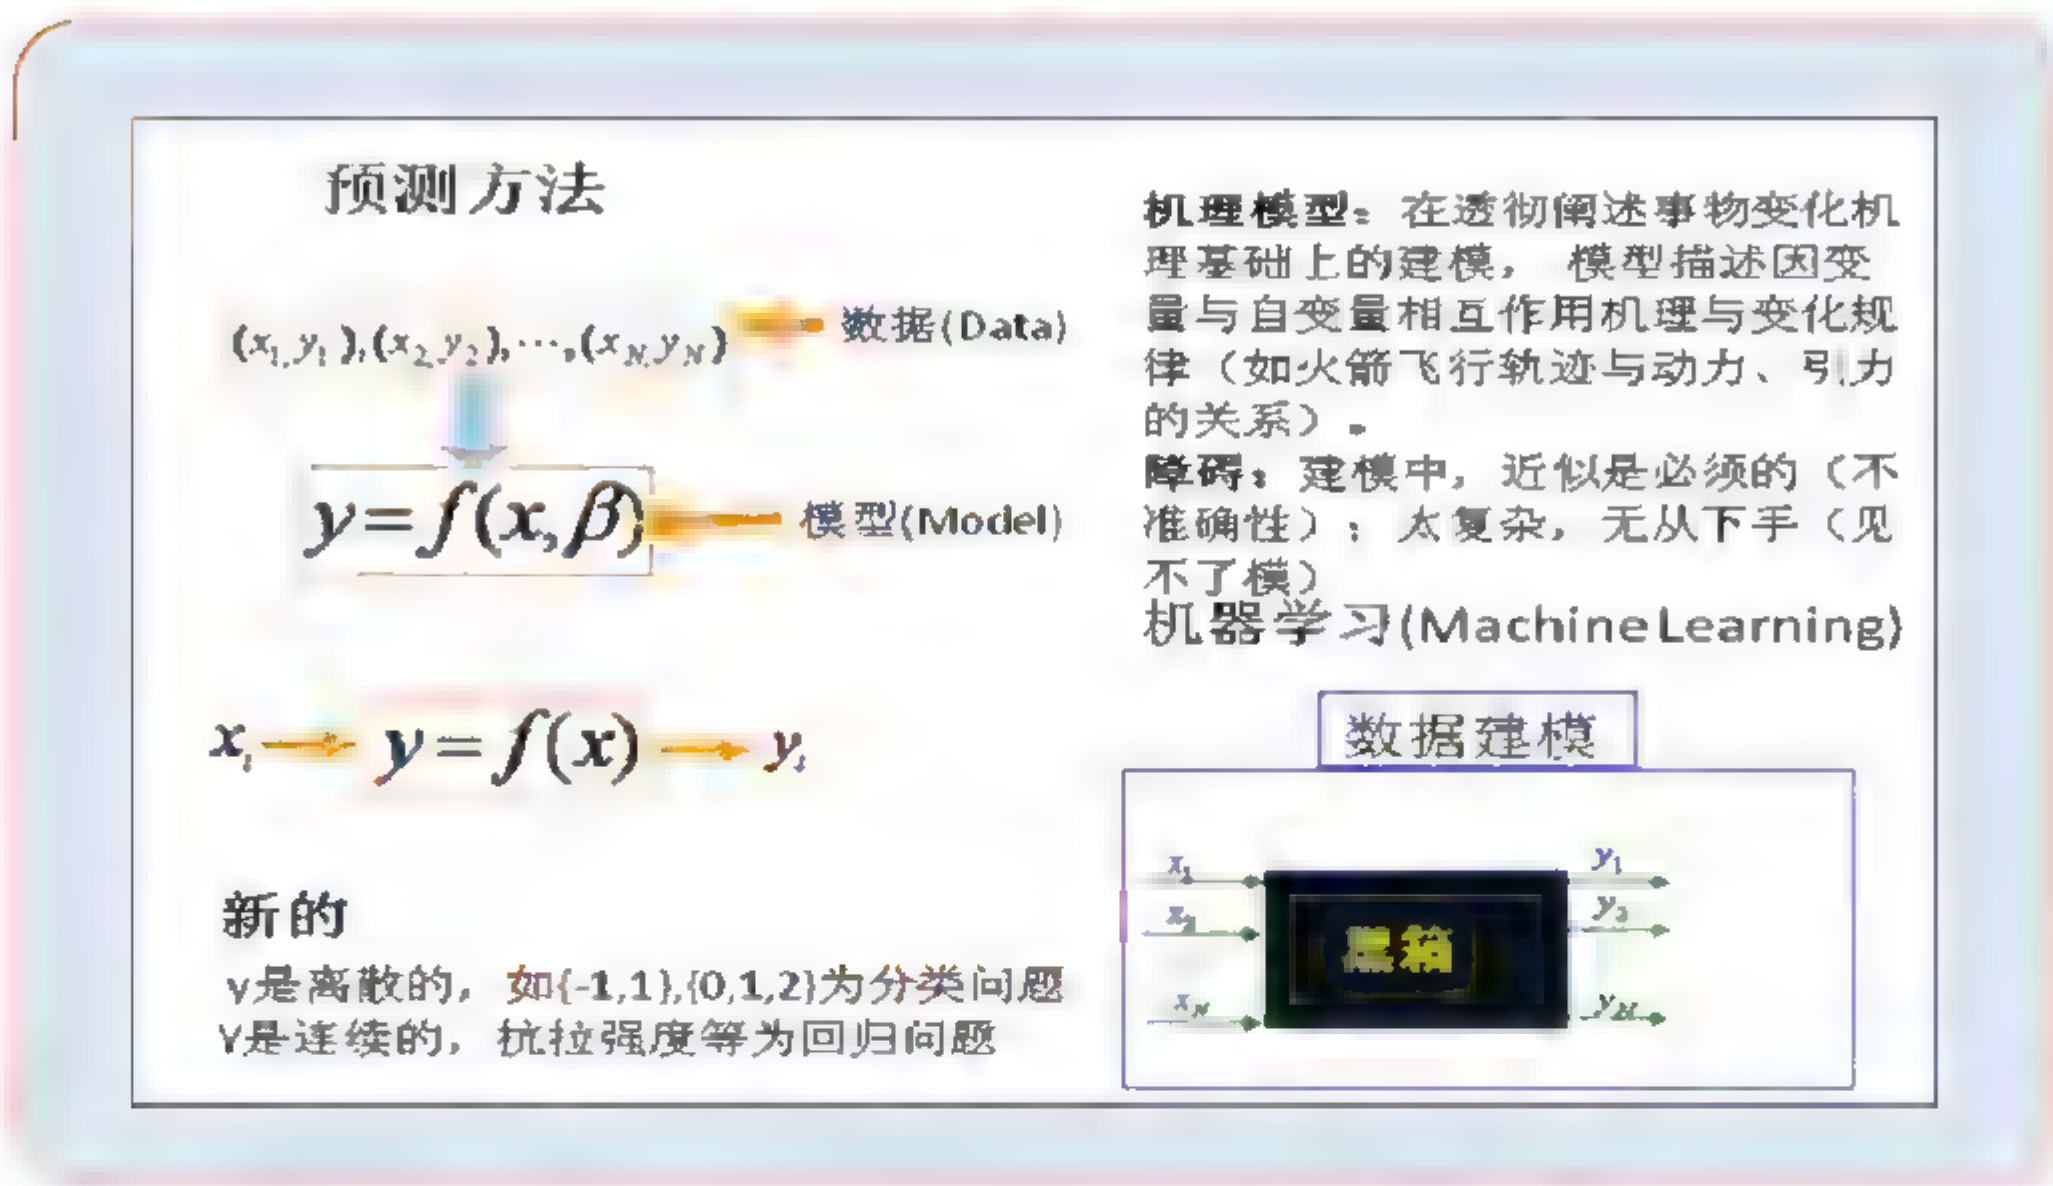 预测方法
(x₁,y₁),(x₂,y₂),⋯,(x_N,y_N)
数据(Data)
y=f(x,β)
模型(Model)
x_i
y=f(x)
y_i
新的
y是离散的，如{-1,1},{0,1,2}为分类问题
Y是连续的，抗拉强度等为回归问题
机理模型：在透彻阐述事物变化机
理基础上的建模， 模型描述因变
量与自变量相互作用机理与变化规
律（如火箭飞行轨迹与动力、引力
的关系）。
障碍：建模中，近似是必须的（不
准确性）；太复杂，无从下手（见
不了模）
机器学习(Machine Learning)
数据建模
x₁
x₂
x_N
黑箱
y₁
y₂
y_M